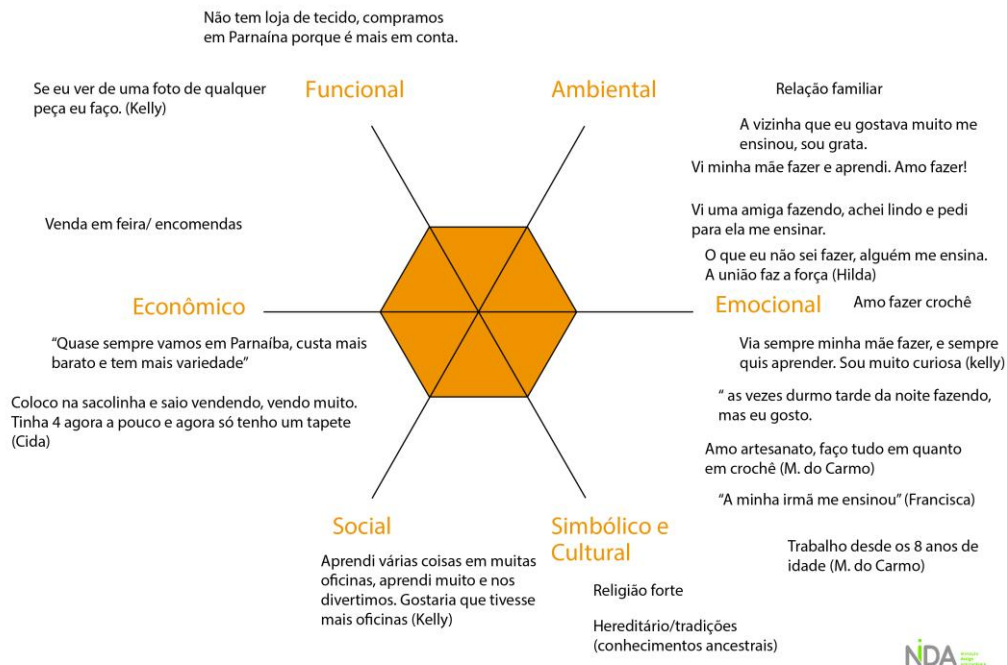 Não tem loja de tecido, compramos
em Parnaína porque é mais em conta.
Se eu ver de uma foto de qualquer
peça eu faço. (Kelly)
Funcional
Ambiental
Relação familiar
A vizinha que eu gostava muito me
ensinou, sou grata.
Vi minha mãe fazer e aprendi. Amo fazer!
Venda em feira/ encomendas
Vi uma amiga fazendo, achei lindo e pedi
para ela me ensinar.
O que eu não sei fazer, alguém me ensina.
A união faz a força (Hilda)
Econômico
Emocional
Amo fazer crochê
“Quase sempre vamos em Parnaíba, custa mais
barato e tem mais variedade”
Via sempre minha mãe fazer, e sempre
quis aprender. Sou muito curiosa (kelly)
Coloco na sacolinha e saio vendendo, vendo muito.
Tinha 4 agora a pouco e agora só tenho um tapete
(Cida)
“ as vezes durmo tarde da noite fazendo,
mas eu gosto.
Amo artesanato, faço tudo em quanto
em crochê (M. do Carmo)
“A minha irmã me ensinou” (Francisca)
Social
Simbólico e
Cultural
Trabalho desde os 8 anos de
idade (M. do Carmo)
Aprendi várias coisas em muitas
oficinas, aprendi muito e nos
divertimos. Gostaria que tivesse
mais oficinas (Kelly)
Religião forte
Hereditário/tradições
(conhecimentos ancestrais)
NIDA